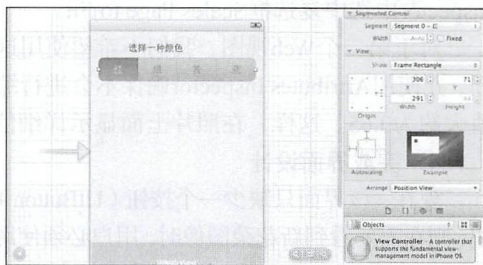 选择一种颜色
红
Segmented Control
Segment
Segment 0 - 红
Width
Fixed
View
Show
Frame Rectangle
306
71
X
Y
291
Origin
Width
Height
Autosizing
Example
Arrange
Position View
Objects
View Controller - A controller that
supports the fundamental view-
management model in iPhone OS.